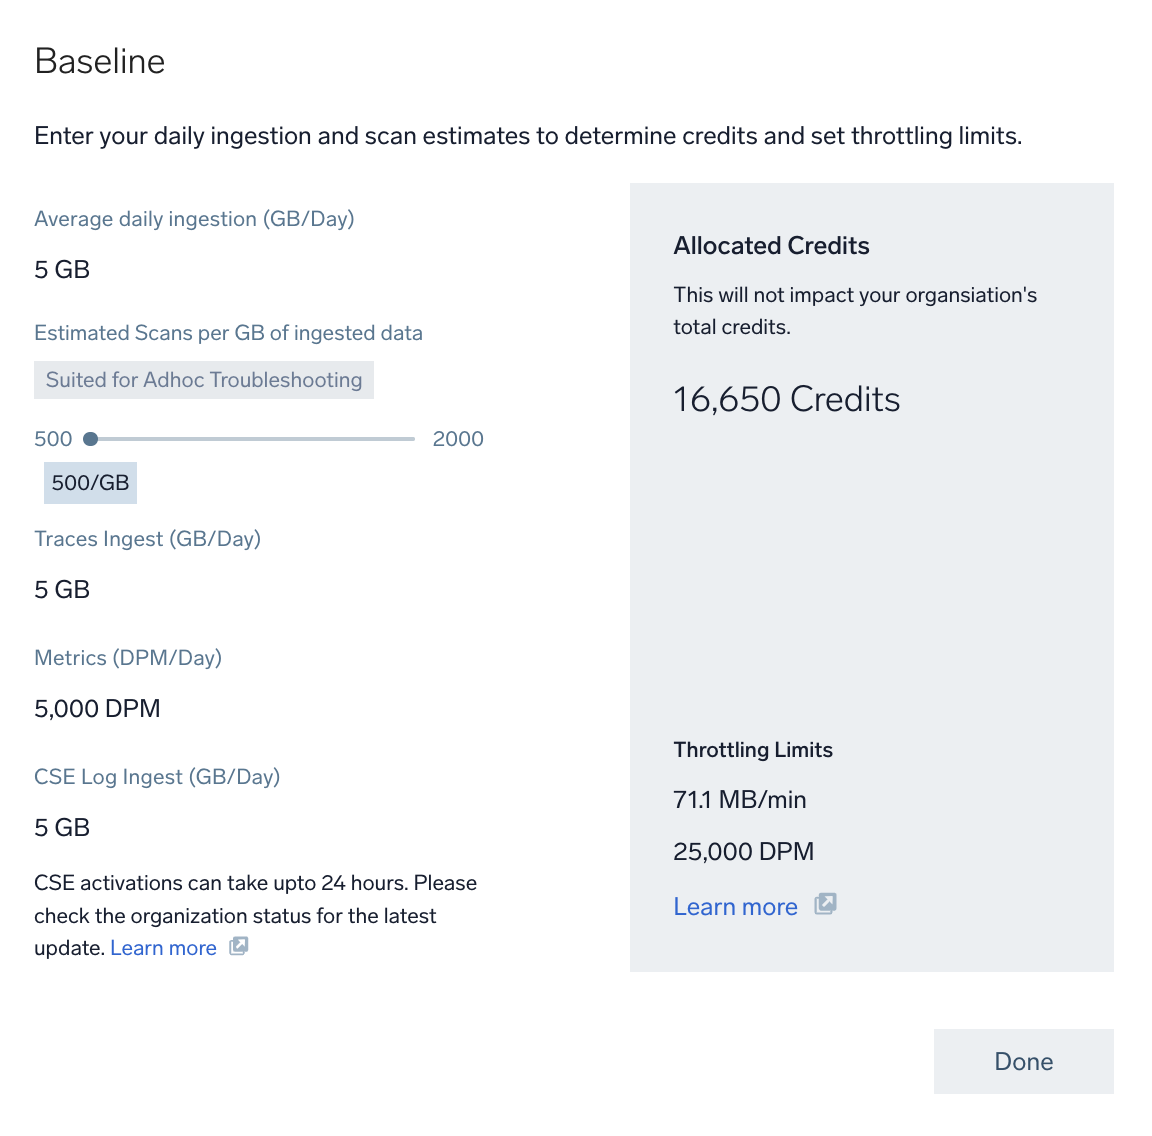 Baseline
Enter your daily ingestion and scan estimates to determine credits and set throttling limits.
Average daily ingestion (GB/Day)
5 GB
Estimated Scans per GB of ingested data
Suited for Adhoc Troubleshooting
500
2000
500/GB
Traces Ingest (GB/Day)
5 GB
Metrics (DPM/Day)
5,000 DPM
CSE Log Ingest (GB/Day)
5 GB
CSE activations can take upto 24 hours. Please
check the organization status for the latest
update. Learn more
Allocated Credits
This will not impact your organsiation's
total credits.
16,650 Credits
Throttling Limits
71.1 MB/min
25,000 DPM
Learn more
Done